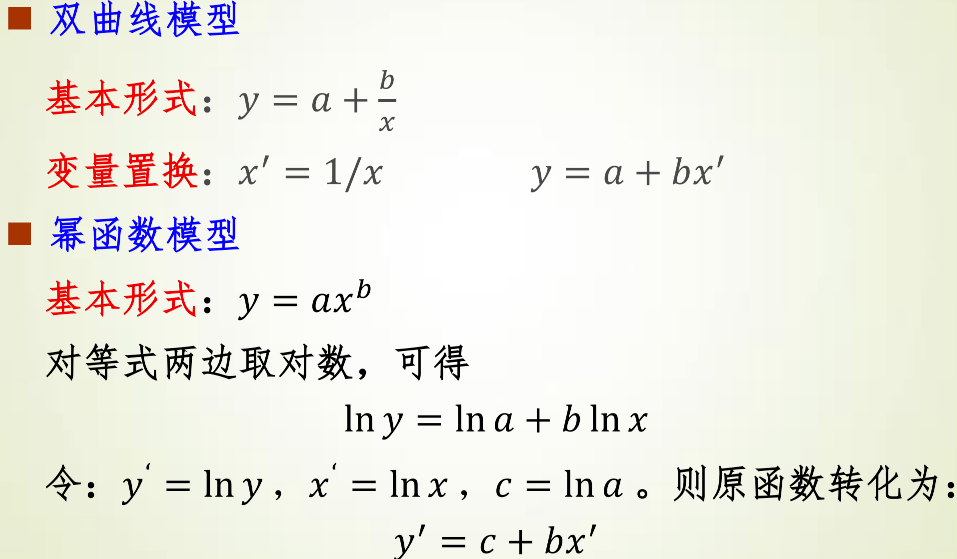 ■ 双曲线模型
基本形式：y = a + b/x
变量置换：x′ = 1/x y = a + bx′
■ 幂函数模型
基本形式：y = axᵇ
对等式两边取对数，可得
ln y = ln a + b ln x
令：y‘ = ln y，x‘ = ln x，c = ln a。则原函数转化为：
y′ = c + bx′